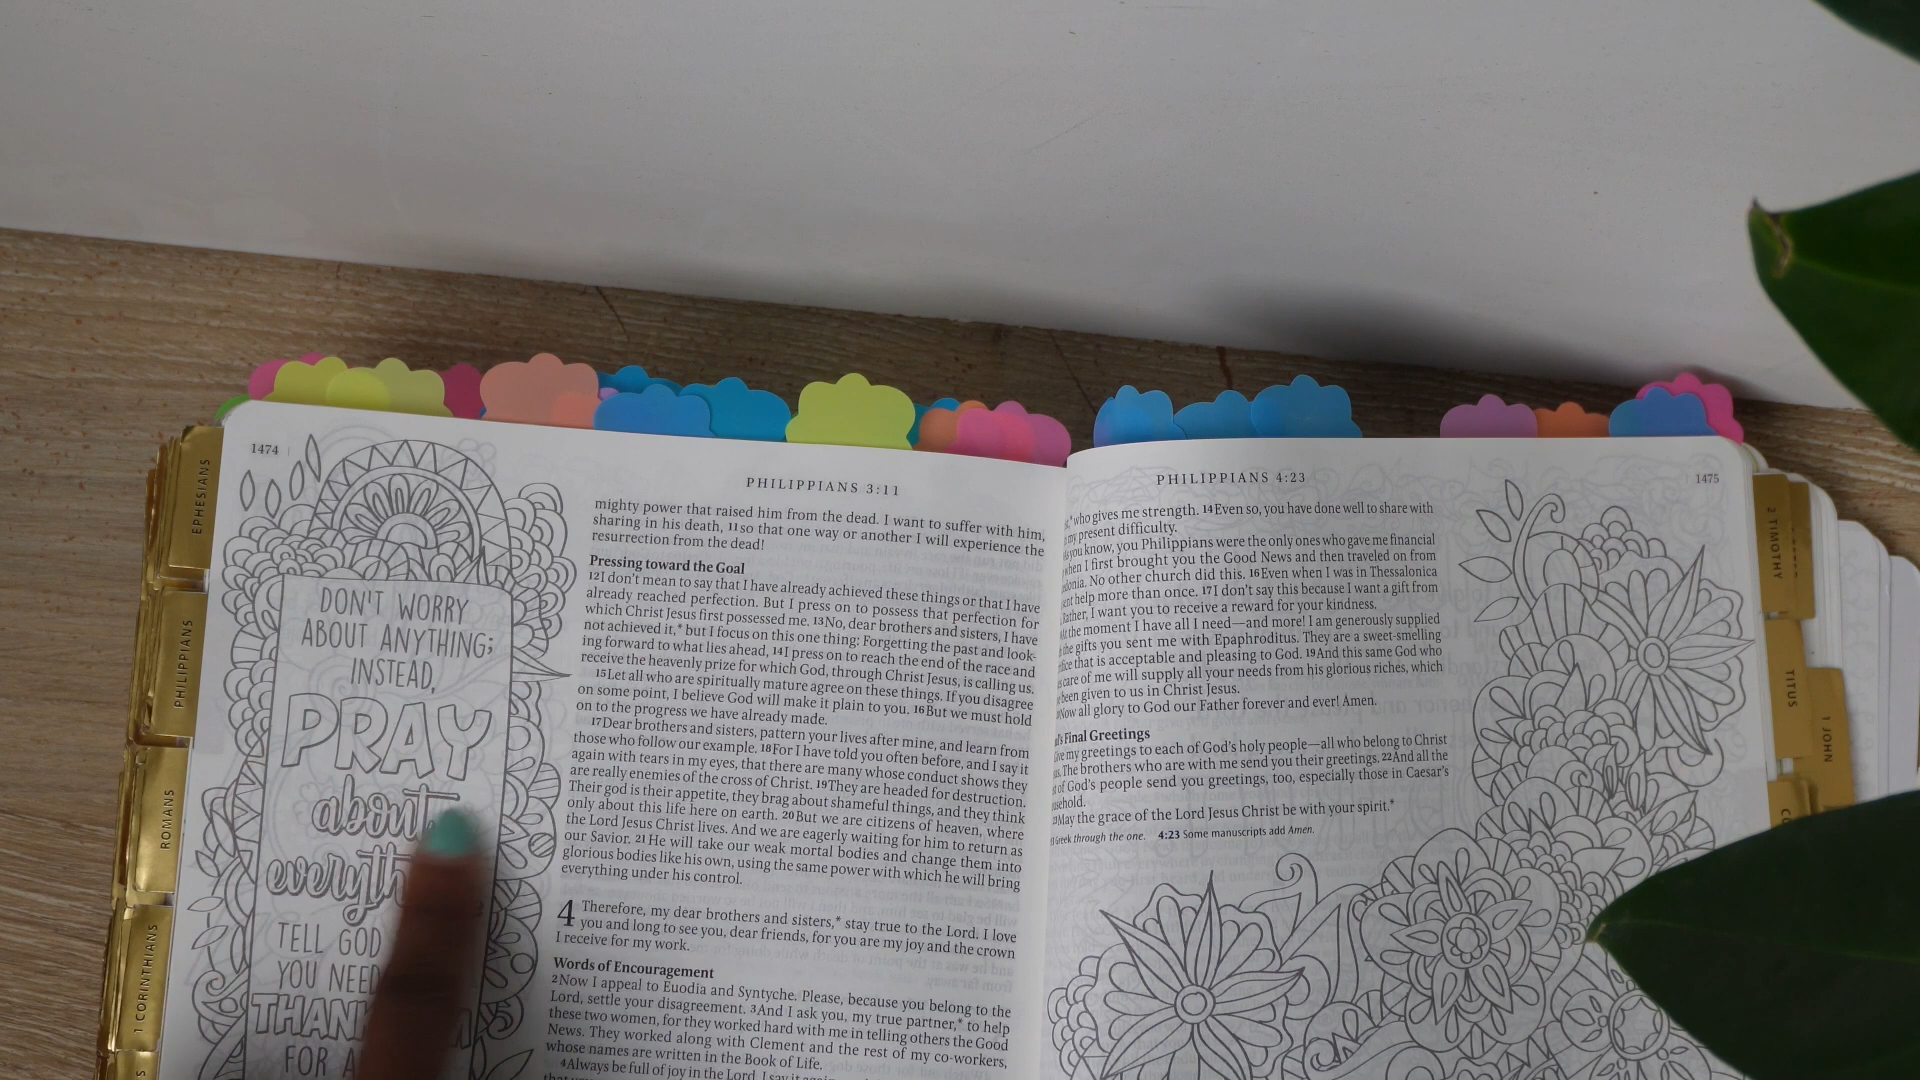 1474
PHILIPPIANS 3:11
EPHESIANS
PHILIPPIANS
ROMANS
1 CORINTHIANS
DON'T WORRY
ABOUT ANYTHING;
INSTEAD,
PRAY
about
TELL GOD
YOU NEED
FOR
mighty power that raised him from the dead. I want to suffer with him,
sharing in his death, 11so that one way or another I will experience the
resurrection from the dead!
Pressing toward the Goal
12I don't mean to say that I have already achieved these things or that I have
already reached perfection. But I press on to possess that perfection for
which Christ Jesus first possessed me. 13No, dear brothers and sisters, I have
not achieved it,* but I focus on this one thing: Forgetting the past and look-
ing forward to what lies ahead, 14I press on to reach the end of the race and
receive the heavenly prize for which God, through Christ Jesus, is calling us.
15Let all who are spiritually mature agree on these things. If you disagree
on some point, I believe God will make it plain to you. 16But we must hold
on to the progress we have already made.
17Dear brothers and sisters, pattern your lives after mine, and learn from
those who follow our example. 18For I have told you often before, and I say it
again with tears in my eyes, that there are many whose conduct shows they
are really enemies of the cross of Christ. 19They are headed for destruction.
Their god is their appetite, they brag about shameful things, and they think
only about this life here on earth. 20But we are citizens of heaven, where
the Lord Jesus Christ lives. And we are eagerly waiting for him to return as
our Savior. 21He will take our weak mortal bodies and change them into
glorious bodies like his own, using the same power with which he will bring
everything under his control.
4 Therefore, my dear brothers and sisters,* stay true to the Lord. I love
you and long to see you, dear friends, for you are my joy and the crown
I receive for my work.
Words of Encouragement
2Now I appeal to Euodia and Syntyche. Please, because you belong to the
Lord, settle your disagreement. 3And I ask you, my true partner,* to help
these two women, for they worked hard with me in telling others the Good
News. They worked along with Clement and the rest of my co-workers,
whose names are written in the Book of Life.
4Always be full of joy in the Lord. I say it
PHILIPPIANS 4:23
1475
who gives me strength. 14Even so, you have done well to share with
my present difficulty.
you know, you Philippians were the only ones who gave me financial
when I first brought you the Good News and then traveled on from
No other church did this. 16Even when I was in Thessalonica
help more than once. 17I don't say this because I want a gift from
Rather, I want you to receive a reward for your kindness.
the moment I have all I need—and more! I am generously supplied
the gifts you sent me with Epaphroditus. They are a sweet-smelling
that is acceptable and pleasing to God. 19And this same God who
care of me will supply all your needs from his glorious riches, which
been given to us in Christ Jesus.
Now all glory to God our Father forever and ever! Amen.
Final Greetings
my greetings to each of God's holy people—all who belong to Christ
The brothers who are with me send you their greetings. 22And all the
of God's people send you greetings, too, especially those in Caesar's
May the grace of the Lord Jesus Christ be with your spirit.*
Greek through the one. 4:23 Some manuscripts add Amen.
2 TIMOTHY
TITUS
1 JOHN